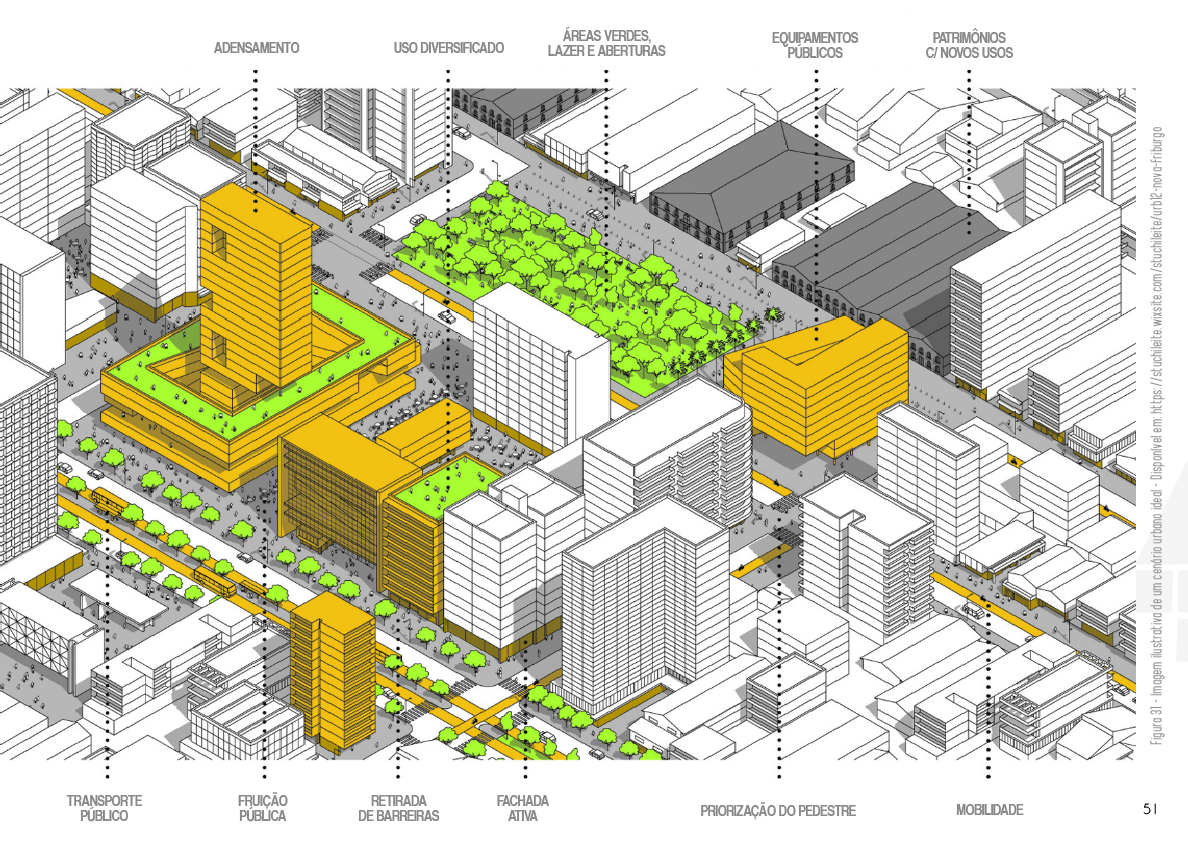 ADENSAMENTO
USO DIVERSIFICADO
ÁREAS VERDES,
LAZER E ABERTURAS
EQUIPAMENTOS
PÚBLICOS
PATRIMÔNIOS
C/ NOVOS USOS
Figura 31 - Imagem ilustrativa de um cenário urbano ideal - Disponível em: https://stuchileite.wixsite.com/stuchileite/urb12-nova-friburgo
TRANSPORTE
PÚBLICO
FRUIÇÃO
PÚBLICA
RETIRADA
DE BARREIRAS
FACHADA
ATIVA
PRIORIZAÇÃO DO PEDESTRE
MOBILIDADE
51